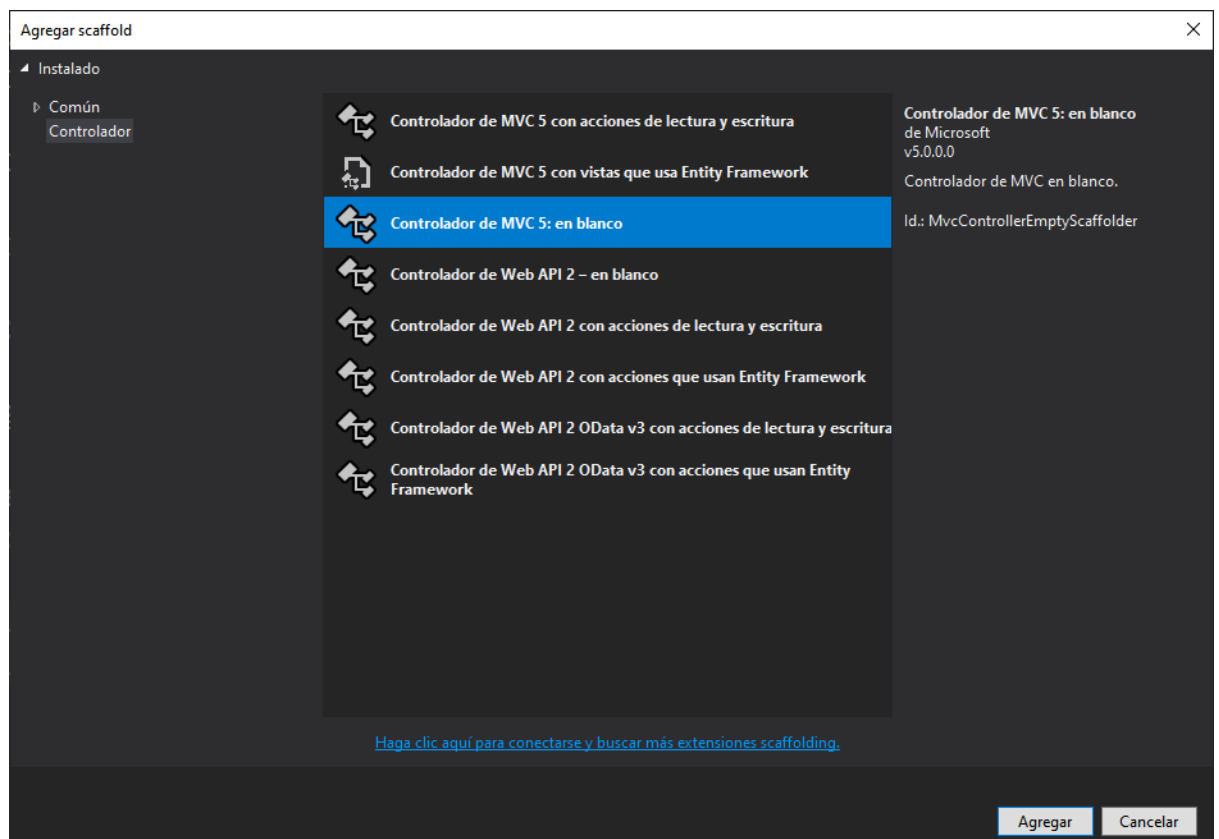 Agregar scaffold
Instalado
Común
Controlador
Controlador de MVC 5 con acciones de lectura y escritura
Controlador de MVC 5 con vistas que usa Entity Framework
Controlador de MVC 5: en blanco
Controlador de Web API 2 – en blanco
Controlador de Web API 2 con acciones de lectura y escritura
Controlador de Web API 2 con acciones que usan Entity Framework
Controlador de Web API 2 OData v3 con acciones de lectura y escritura
Controlador de Web API 2 OData v3 con acciones que usan Entity
Framework
Controlador de MVC 5: en blanco
de Microsoft
v5.0.0.0
Controlador de MVC en blanco.
Id.: MvcControllerEmptyScaffolder
Haga clic aquí para conectarse y buscar más extensiones scaffolding.
Agregar
Cancelar